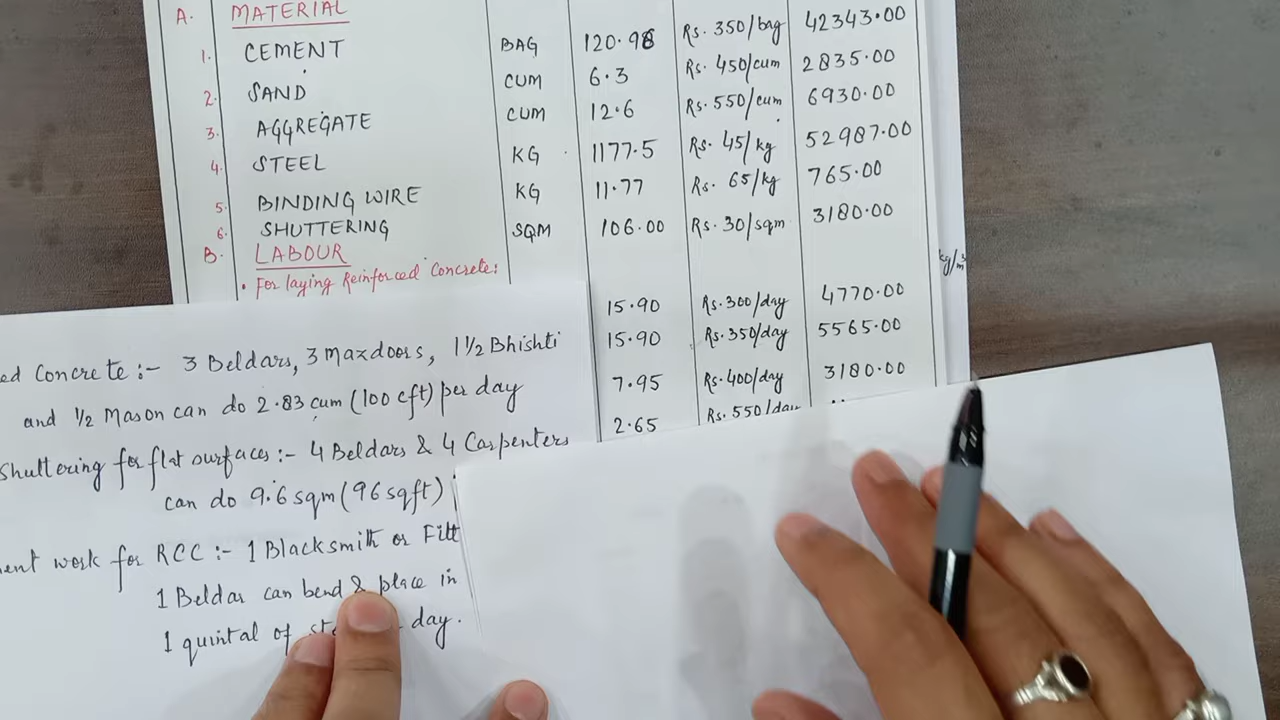 A. MATERIAL
1. CEMENT BAG 120.98 Rs. 350/bag 42343.00
2. SAND CUM 6.3 Rs. 450/cum 2835.00
3. AGGREGATE CUM 12.6 Rs. 550/cum 6930.00
4. STEEL KG 1177.5 Rs. 45/kg 52987.00
5. BINDING WIRE KG 11.77 Rs. 65/kg 765.00
6. SHUTTERING SQM 106.00 Rs. 30/sqm 3180.00
B. LABOUR
• For laying Reinforced Concrete:
kg/m³
15.90 Rs. 300/day 4770.00
15.90 Rs. 350/day 5565.00
7.95 Rs. 400/day 3180.00
2.65 Rs. 550/day
ed Concrete :- 3 Beldars, 3 Mazdoors, 1 1/2 Bhishti
and 1/2 Mason can do 2.83 cum (100 cft) per day
Shuttering for flat surfaces :- 4 Beldars & 4 Carpenters
can do 9.6 sqm (96 sqft)
ent work for RCC :- 1 Blacksmith or Fitt
1 Beldar can bend & place in
1 quintal of day.